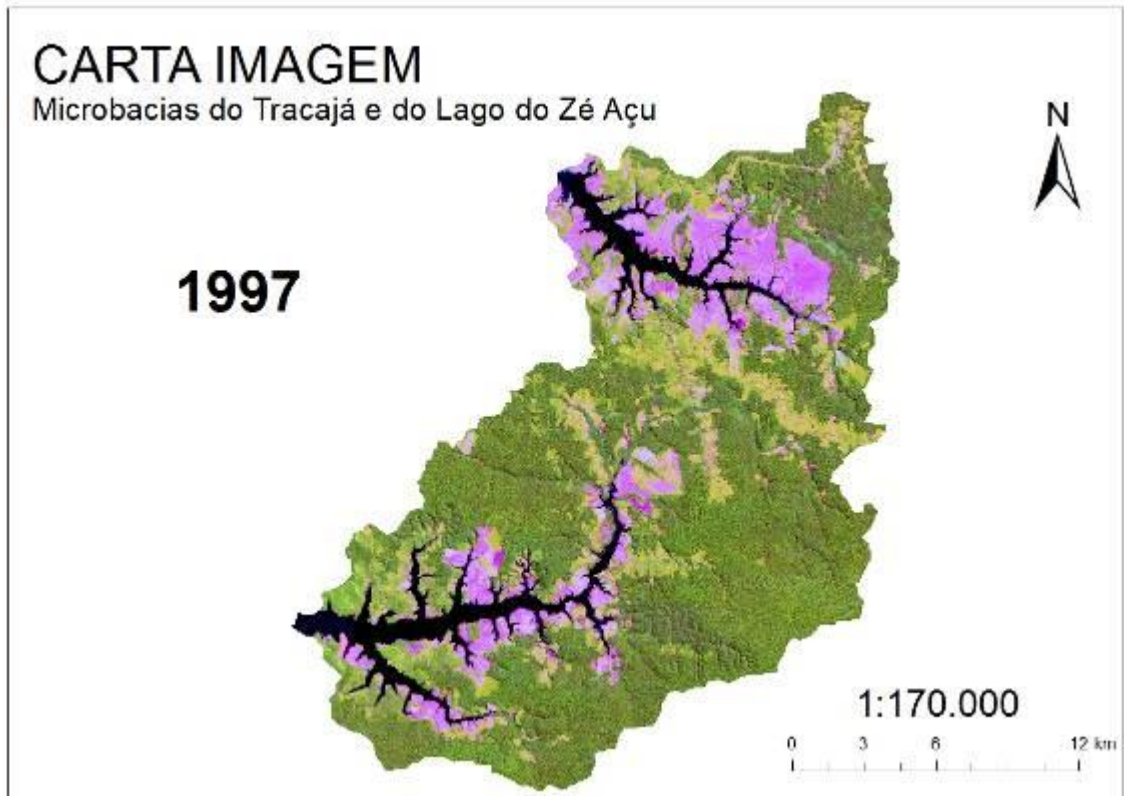 CARTA IMAGEM
Microbacias do Tracajá e do Lago do Zé Açu
N
1997
1:170.000
0 3 6 12 km